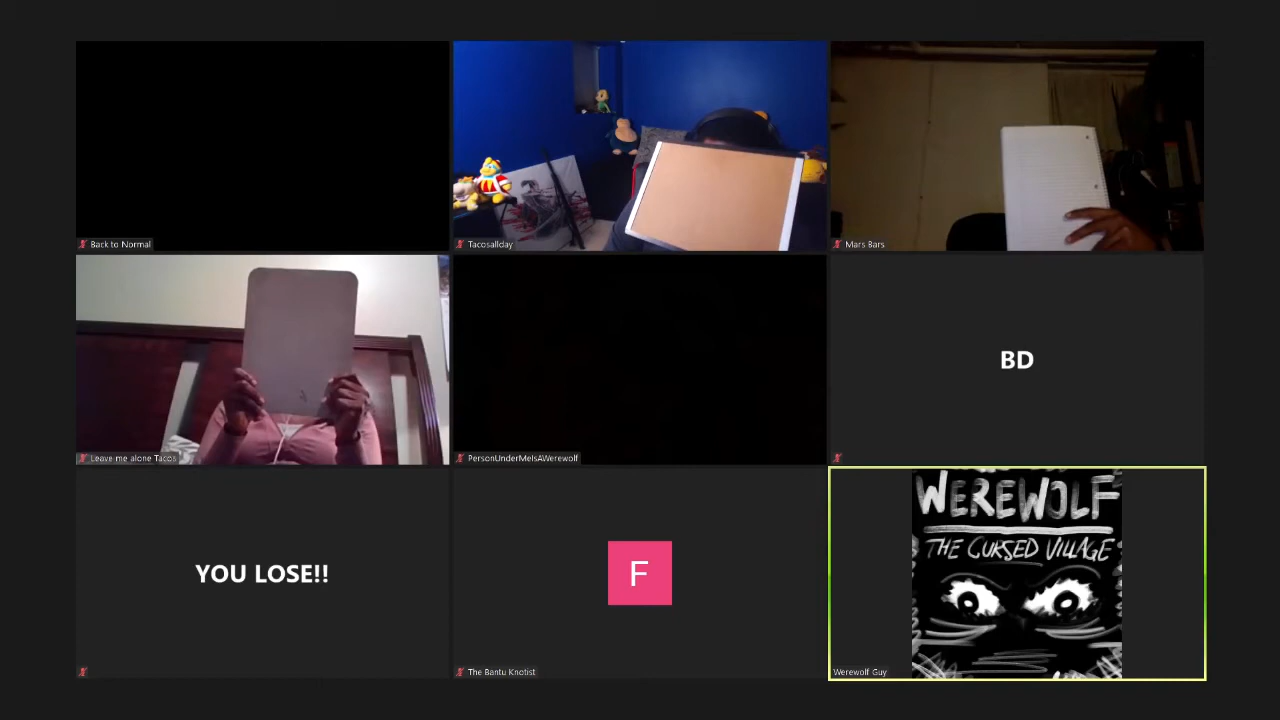 Back to Normal
Tacosallday
Mars Bars
Leave me alone Tacos
PersonUnderMeIsAWerewolf
BD
YOU LOSE!!
F
The Bantu Knotist
WEREWOLF
THE CURSED VILLAGE
Werewolf Guy